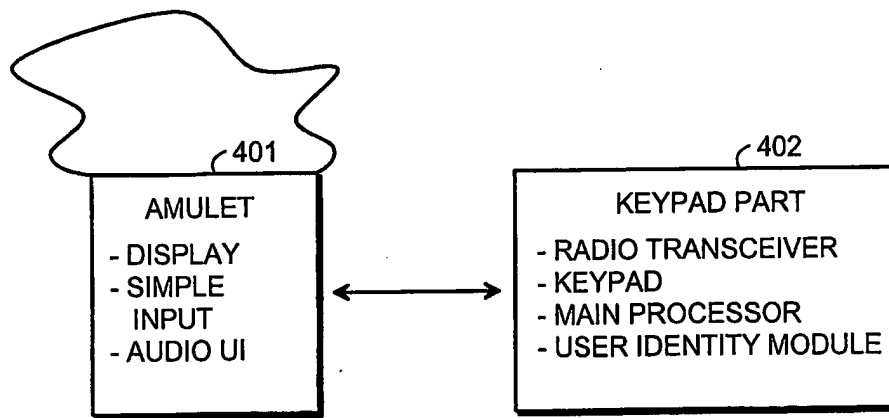 401
AMULET
- DISPLAY
- SIMPLE
INPUT
- AUDIO UI
402
KEYPAD PART
- RADIO TRANSCEIVER
- KEYPAD
- MAIN PROCESSOR
- USER IDENTITY MODULE